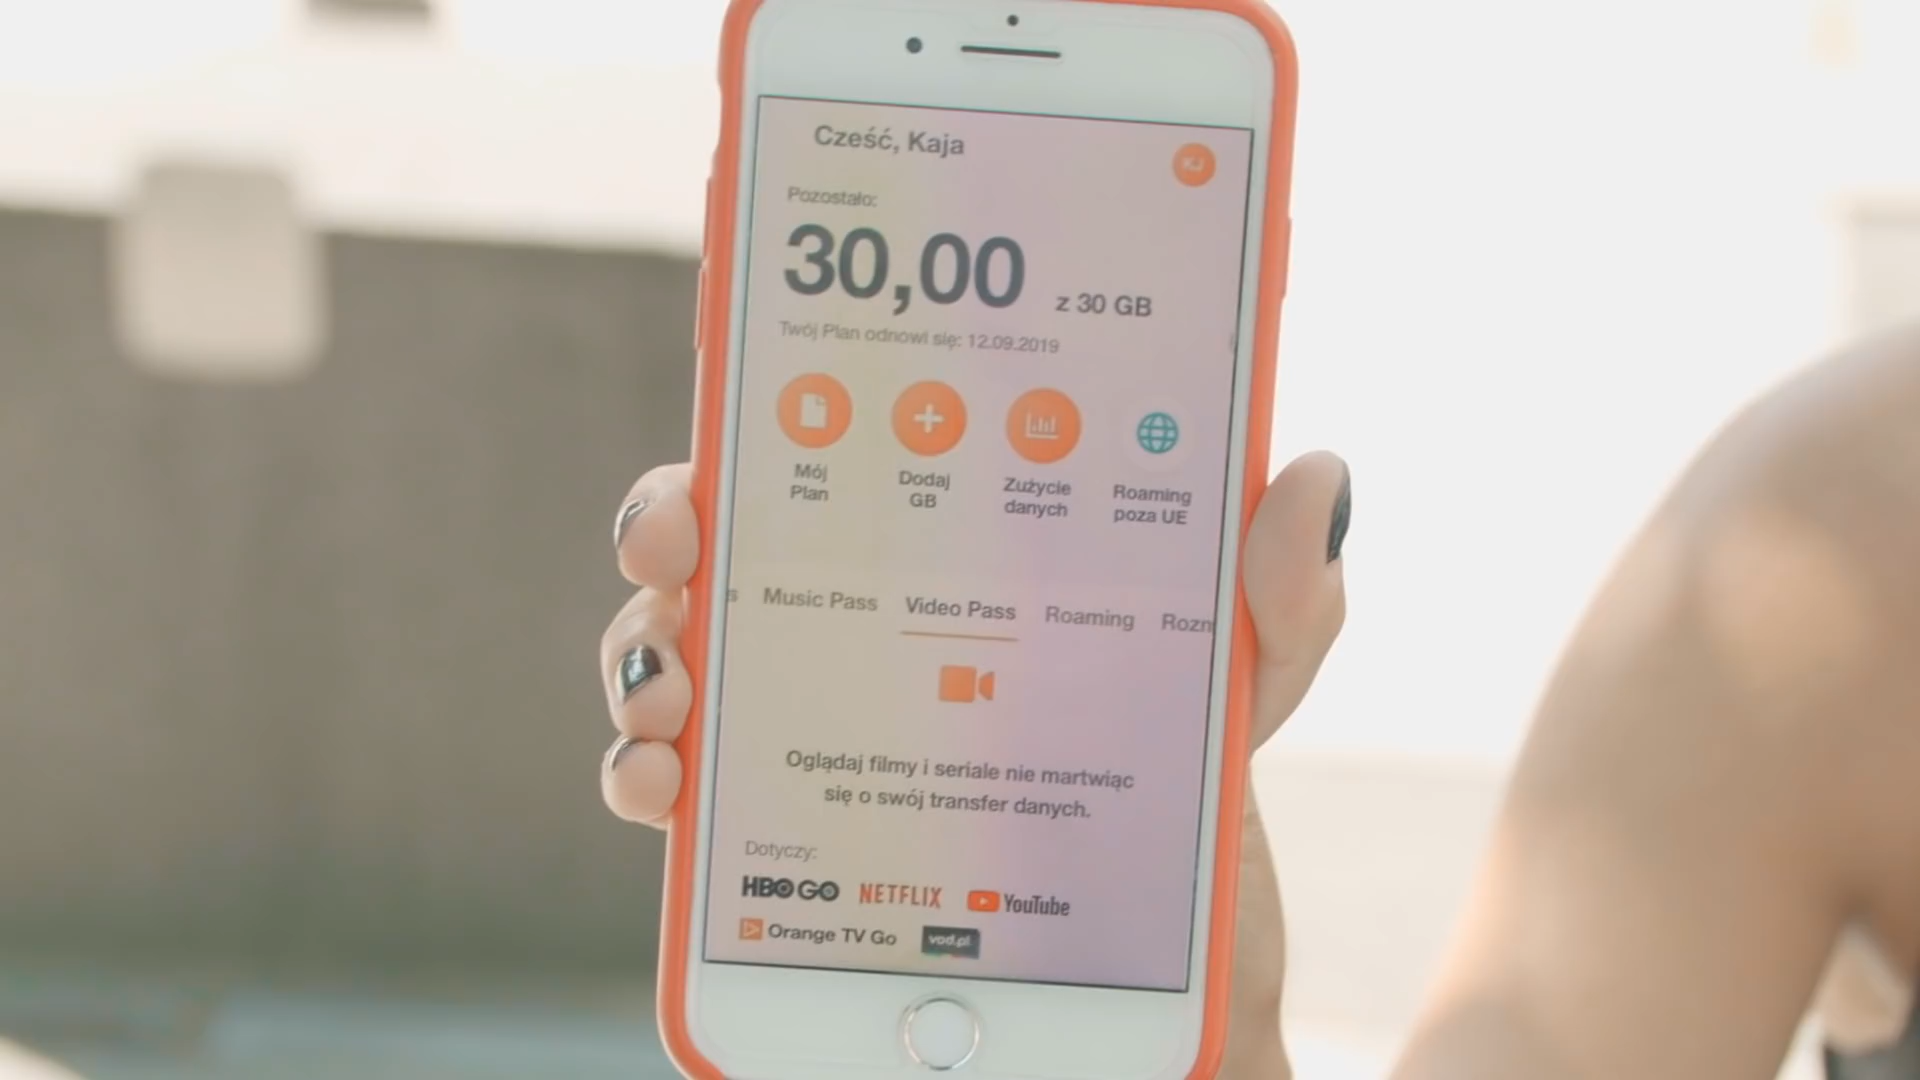 Cześć, Kaja
KJ
Pozostało:
30,00 z 30 GB
Twój Plan odnowi się: 12.09.2019
Mój Plan
Dodaj GB
Zużycie danych
Roaming poza UE
s Music Pass Video Pass Roaming Rozm
Oglądaj filmy i seriale nie martwiąc
się o swój transfer danych.
Dotyczy:
HBO GO NETFLIX YouTube
Orange TV Go vod.pl